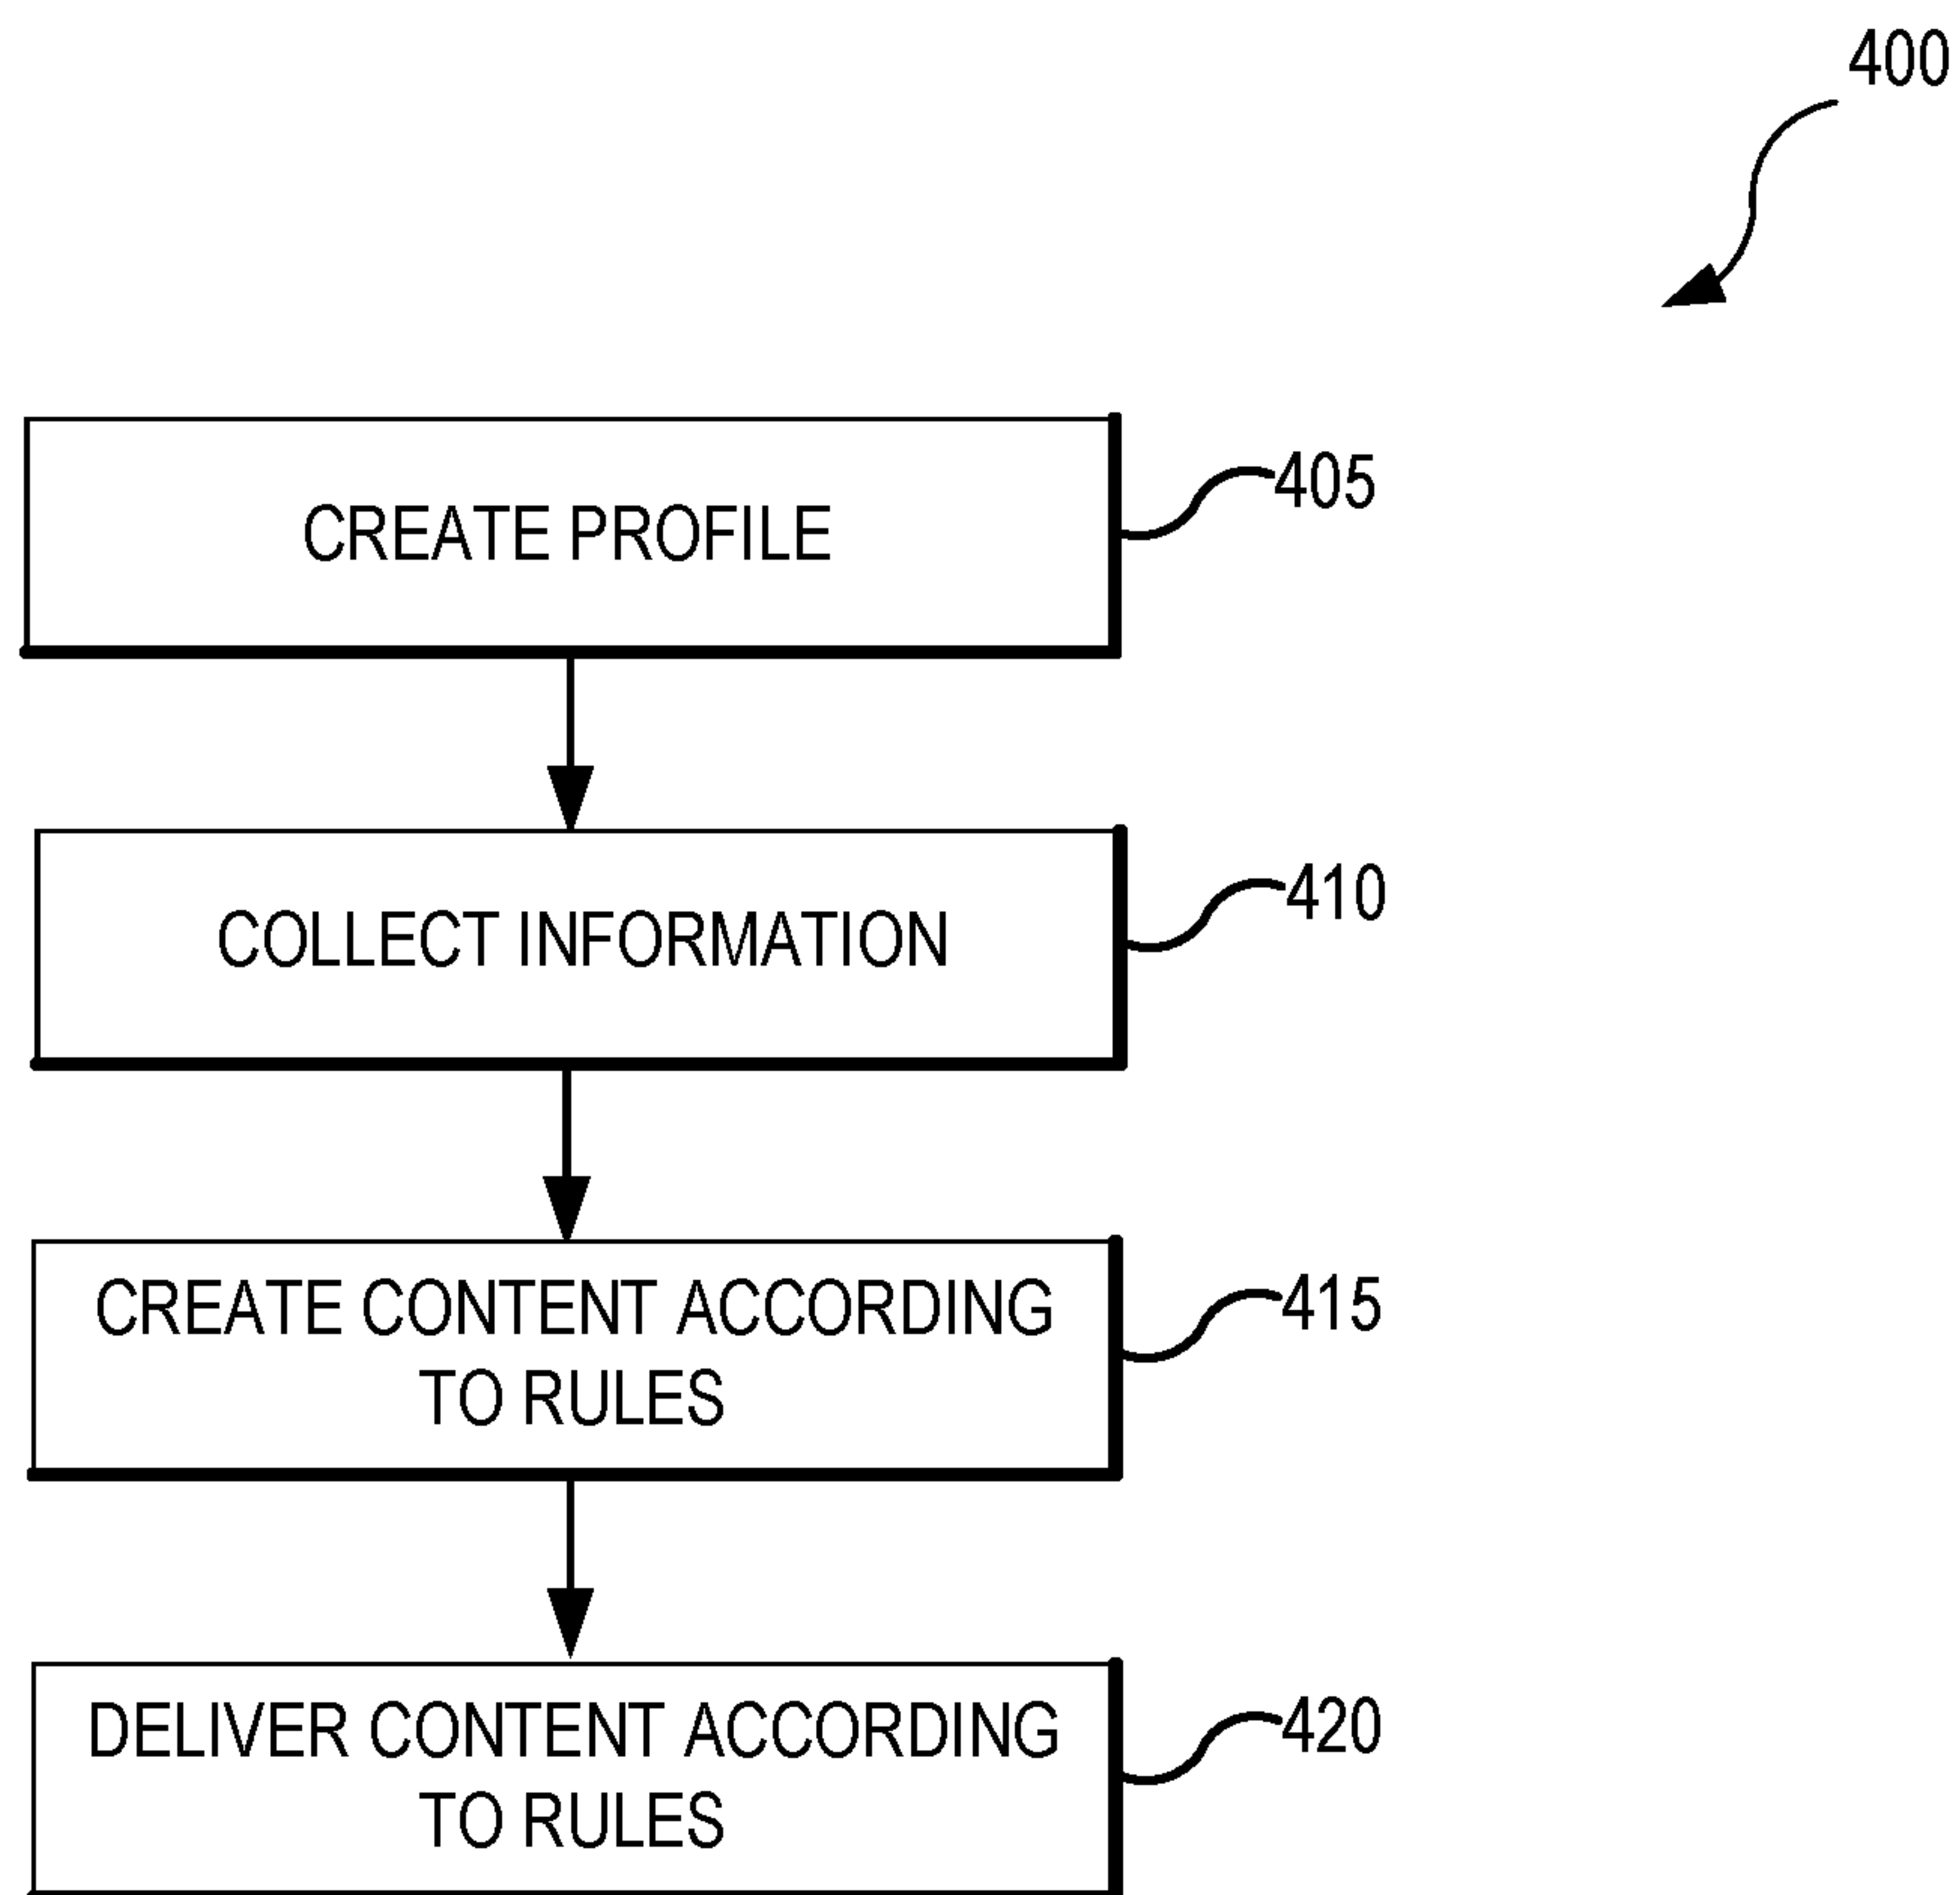 400
CREATE PROFILE
405
COLLECT INFORMATION
410
CREATE CONTENT ACCORDING
TO RULES
415
DELIVER CONTENT ACCORDING
TO RULES
420